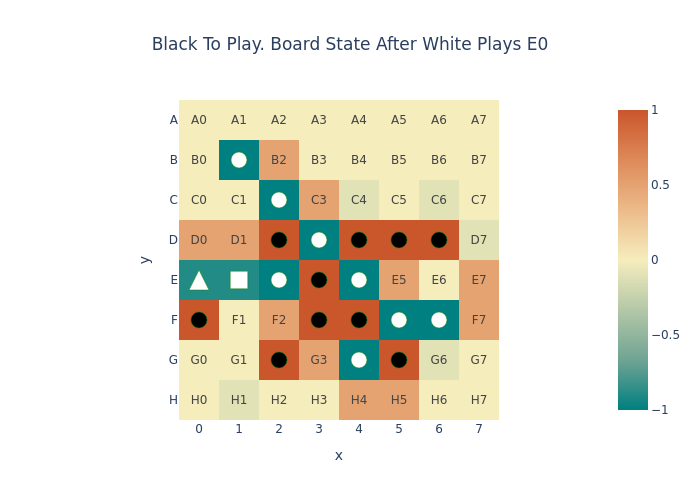 Black To Play. Board State After White Plays E0
A A0 A1 A2 A3 A4 A5 A6 A7
B B0 B2 B3 B4 B5 B6 B7
C C0 C1 C3 C4 C5 C6 C7
D D0 D1 D7
E E5 E6 E7
F F1 F2 F7
G G0 G1 G3 G6 G7
H H0 H1 H2 H3 H4 H5 H6 H7
0 1 2 3 4 5 6 7
x
y
1
0.5
0
−0.5
−1